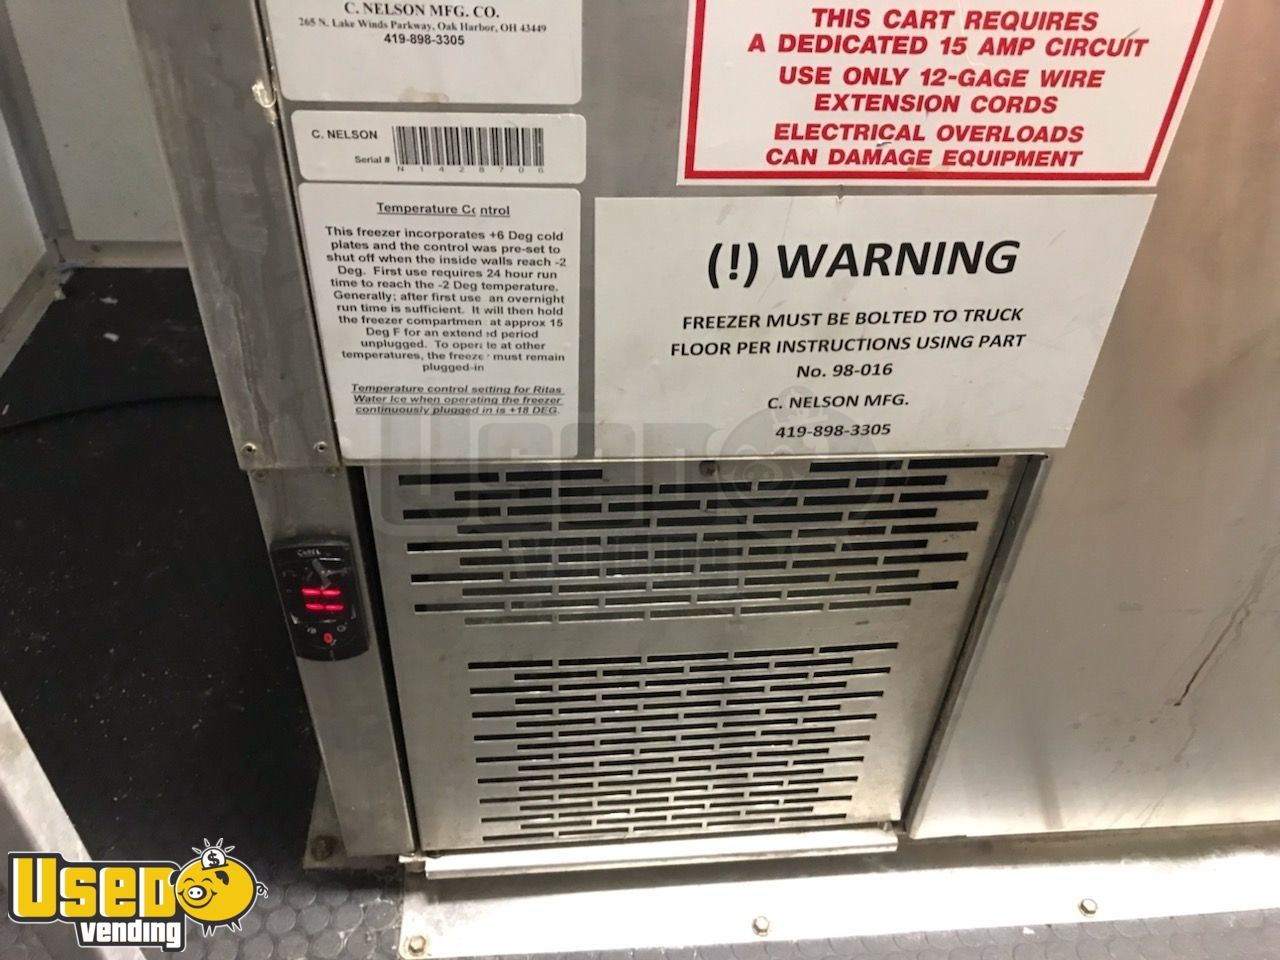 C. NELSON MFG. CO.
265 N. Lake Winds Parkway, Oak Harbor, OH 43449
419-898-3305
C. NELSON
Serial #
N1428706
Temperature Control
This freezer incorporates +6 Deg cold
plates and the control was pre-set to
shut off when the inside walls reach -2
Deg. First use requires 24 hour run
time to reach the -2 Deg temperature.
Generally; after first use an overnight
run time is sufficient. It will then hold
the freezer compartment at approx 15
Deg F for an extended period
unplugged. To operate at other
temperatures, the freezer must remain
plugged-in
Temperature control setting for Ritas
Water Ice when operating the freezer
continuously plugged in is +18 DEG.
THIS CART REQUIRES
A DEDICATED 15 AMP CIRCUIT
USE ONLY 12-GAGE WIRE
EXTENSION CORDS
ELECTRICAL OVERLOADS
CAN DAMAGE EQUIPMENT
(!) WARNING
FREEZER MUST BE BOLTED TO TRUCK
FLOOR PER INSTRUCTIONS USING PART
No. 98-016
C. NELSON MFG.
419-898-3305
USED
Vending
CAREL
USED
Vending